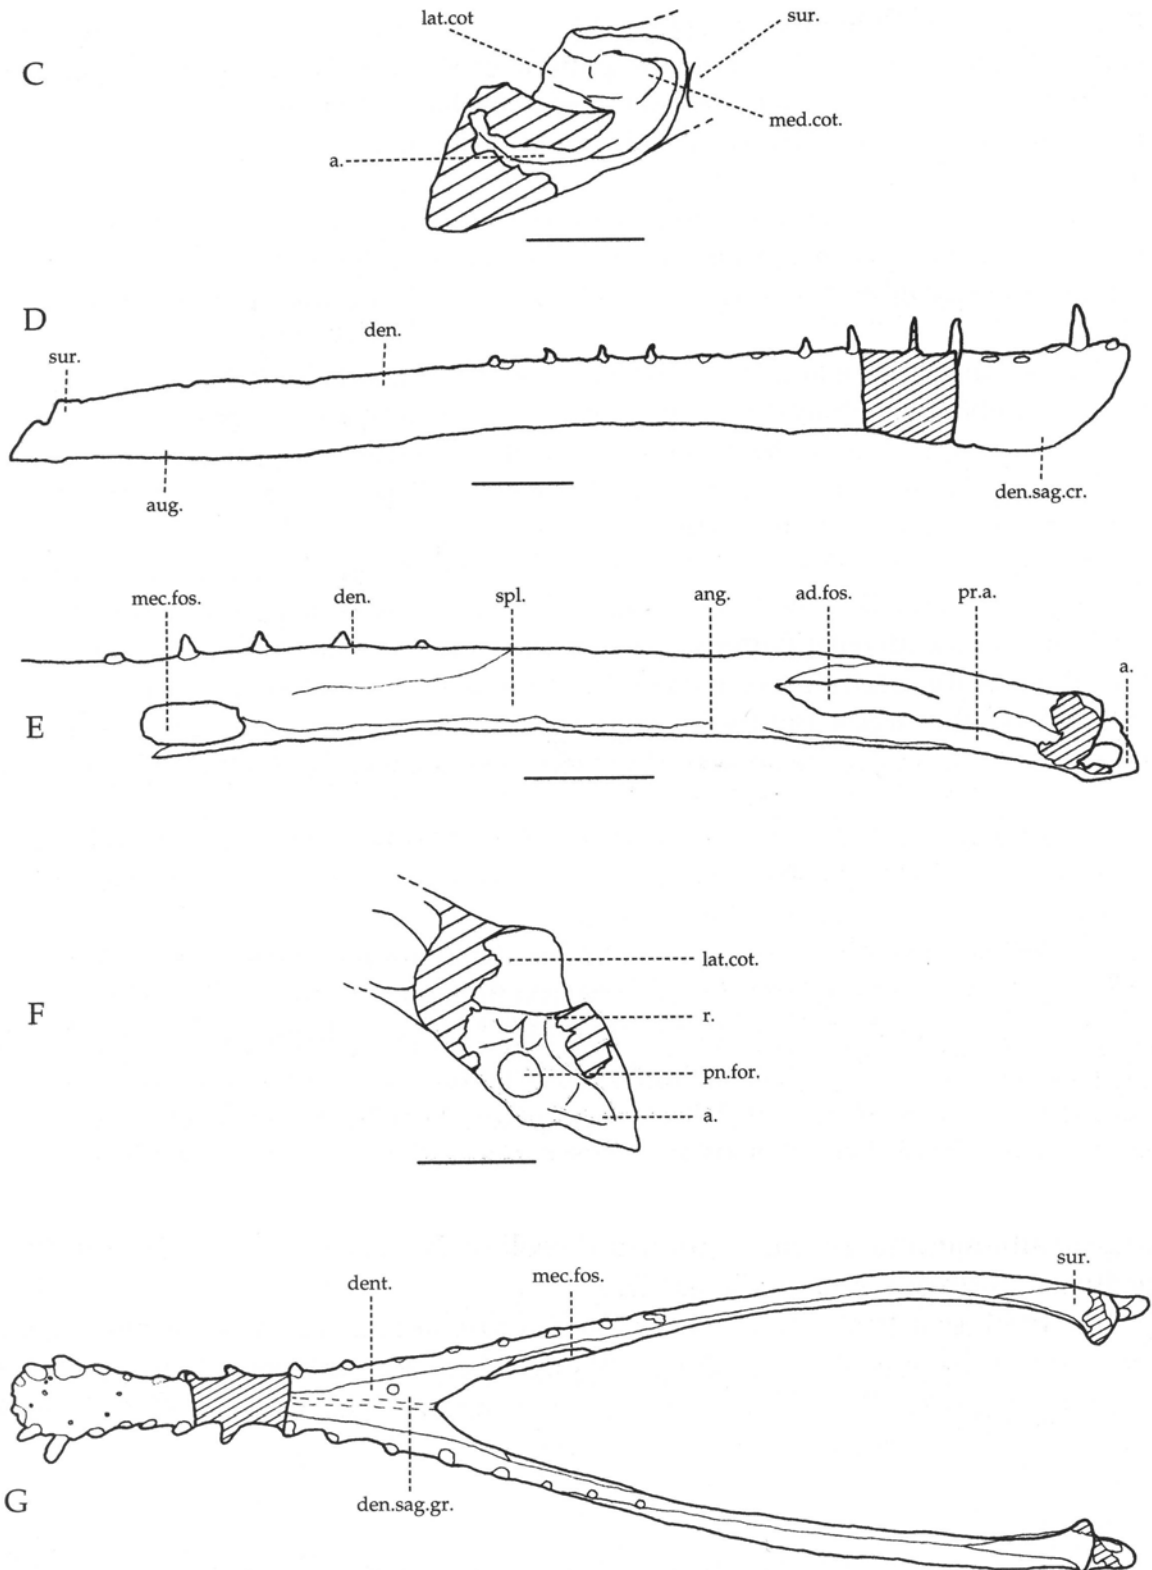 lat.cot
sur.
C
med.cot.
a.
D
den.
sur.
aug.
den.sag.cr.
mec.fos.
den.
spl.
ang.
ad.fos.
pr.a.
a.
E
lat.cot.
F
r.
pn.for.
a.
dent.
mec.fos.
sur.
den.sag.gr.
G